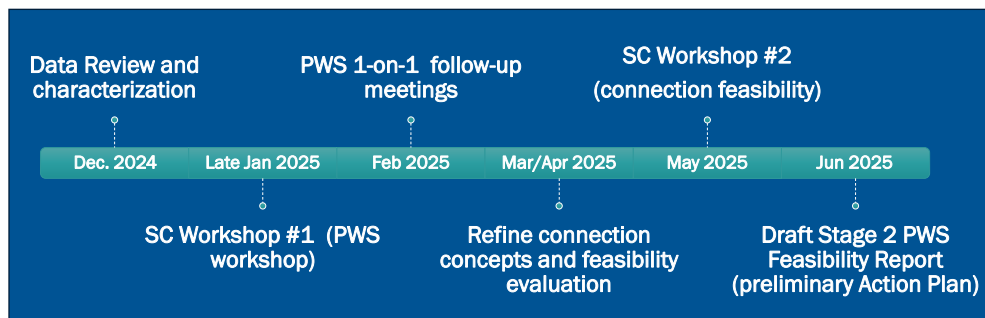 Data Review and
characterization
PWS 1-on-1 follow-up
meetings
SC Workshop #2
(connection feasibility)
Dec. 2024
Late Jan 2025
Feb 2025
Mar/Apr 2025
May 2025
Jun 2025
SC Workshop #1 (PWS
workshop)
Refine connection
concepts and feasibility
evaluation
Draft Stage 2 PWS
Feasibility Report
(preliminary Action Plan)